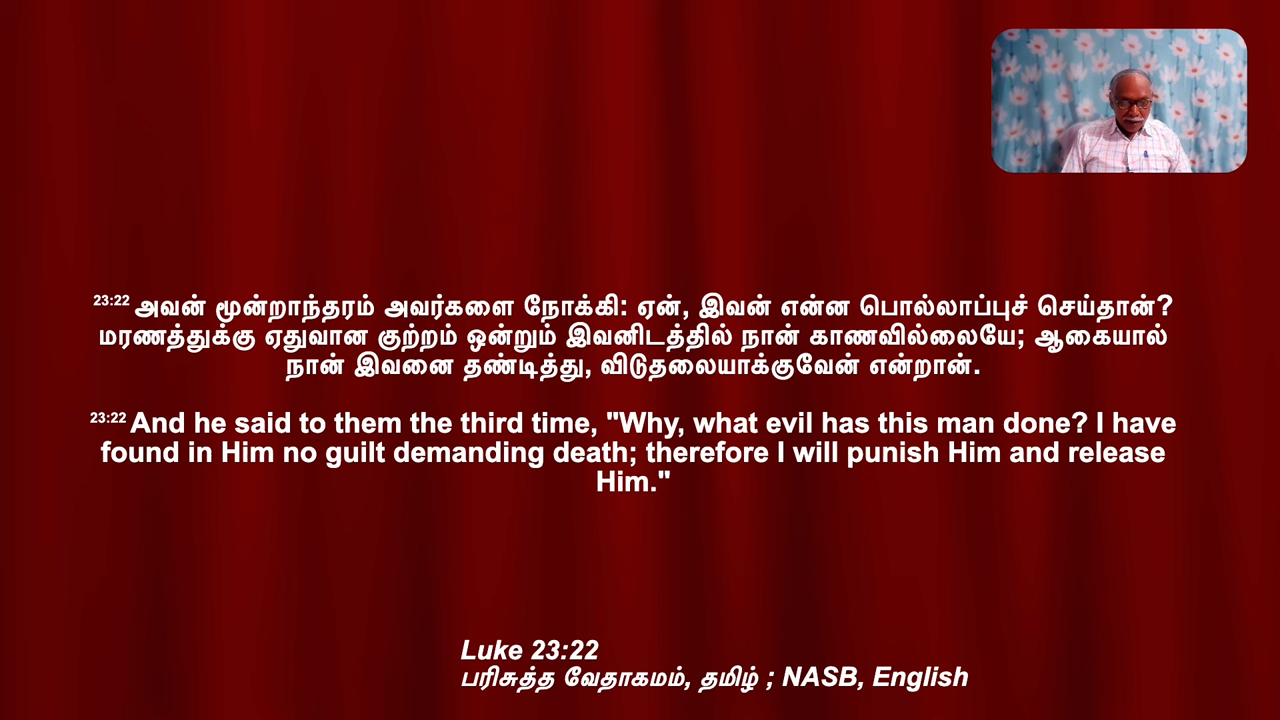 23:22 அவன் மூன்றாந்தரம் அவர்களை நோக்கி: ஏன், இவன் என்ன பொல்லாப்புச் செய்தான்?
மரணத்துக்கு ஏதுவான குற்றம் ஒன்றும் இவனிடத்தில் நான் காணவில்லையே; ஆகையால்
நான் இவனை தண்டித்து, விடுதலையாக்குவேன் என்றான்.
23:22 And he said to them the third time, "Why, what evil has this man done? I have
found in Him no guilt demanding death; therefore I will punish Him and release
Him."
Luke 23:22
பரிசுத்த வேதாகமம், தமிழ் ; NASB, English